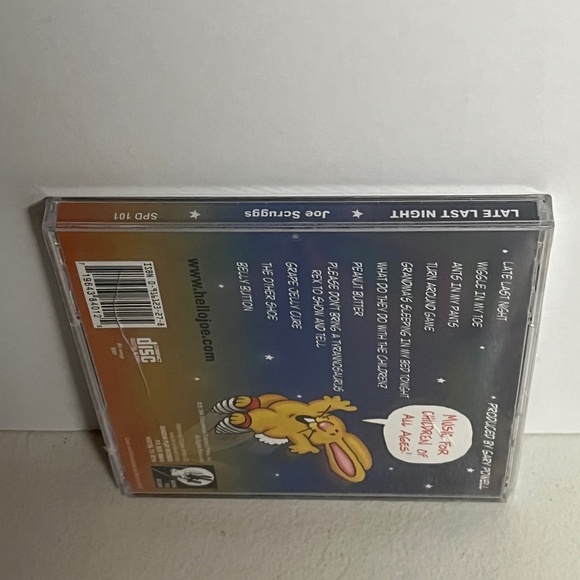 LATE LAST NIGHT ★ Joe Scruggs ★ SPD 101
LATE LAST NIGHT
WIGGLE IN MY TOE
ANTS IN MY PANTS
TURN AROUND GAME
GRANDMA'S SLEEPING IN MY BED TONIGHT
WHAT DO THEY DO WITH THE CHILDREN?
PEANUT BUTTER
PLEASE DON'T BRING A TYRANNOSAURUS
REX TO SHOW AND TELL
GRAPE JELLY CURE
THE OTHER SHOE
BELLY BUTTON
★ PRODUCED BY GARY POWELL
MUSIC FOR
CHILDREN OF
ALL AGES!
www.hellojoe.com
COMPACT
disc